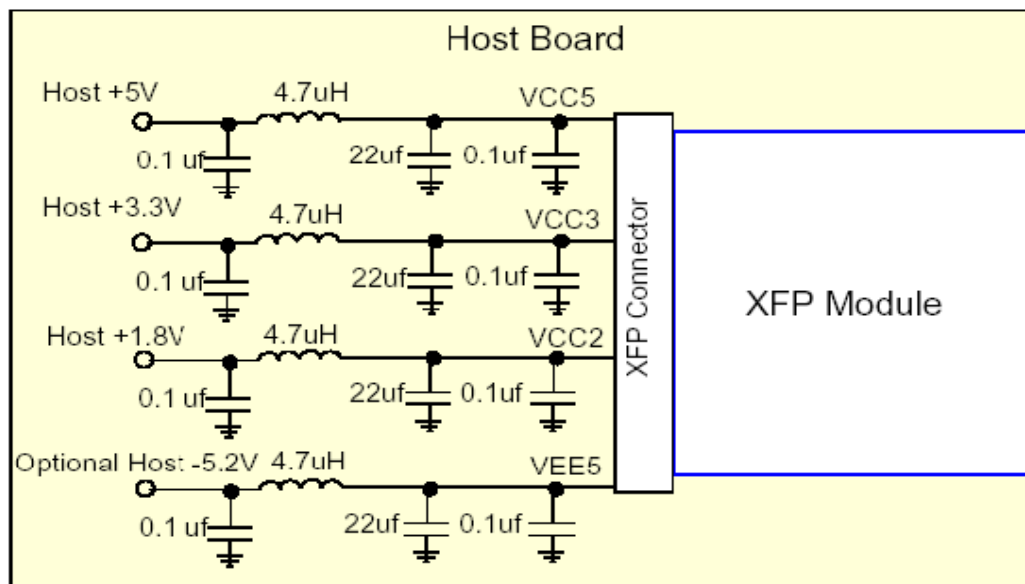 Host Board
Host +5V
4.7uH
VCC5
0.1 uf
22uf
0.1uf
Host +3.3V
4.7uH
VCC3
0.1 uf
22uf
0.1uf
Host +1.8V
4.7uH
VCC2
0.1 uf
22uf
0.1uf
Optional Host -5.2V
4.7uH
VEE5
0.1 uf
22uf
0.1uf
XFP Connector
XFP Module